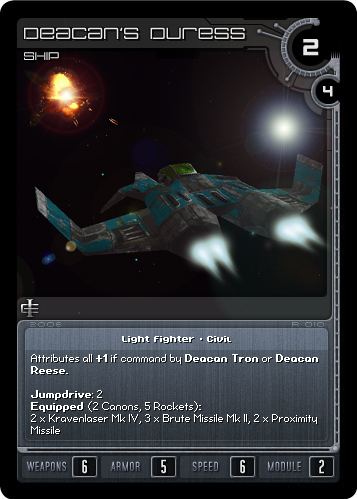 Deacan's Duress
2
Ship
4
2006
R 010
Light Fighter • Civil
Attributes all +1 if command by Deacan Tron or Deacan
Reese.
Jumpdrive: 2
Equipped (2 Canons, 5 Rockets):
2 x Kravenlaser Mk IV, 3 x Brute Missile Mk II, 2 x Proximity
Missile
WEAPONS 6 ARMOR 5 SPEED 6 MODULE 2